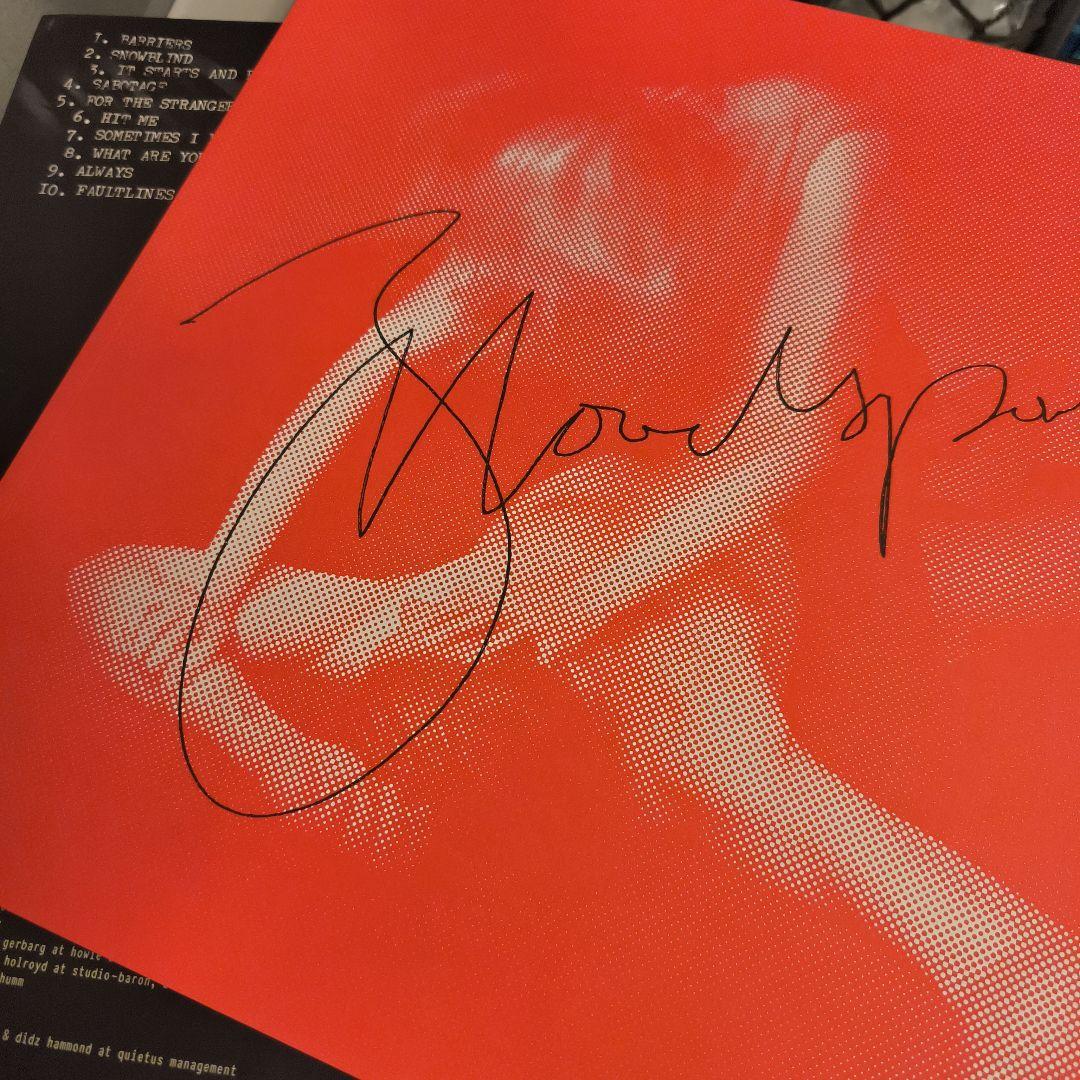 1. BARRIERS
2. SNOWBLIND
3. IT STARTS AND
4. SABOTAGE
5. FOR THE STRANGER
6. HIT ME
7. SOMETIMES I
8. WHAT ARE YOU
9. ALWAYS
10. FAULTLINES
gerbarg at howie
holroyd at studio-baron,
humm
& didz hammond at quietus management